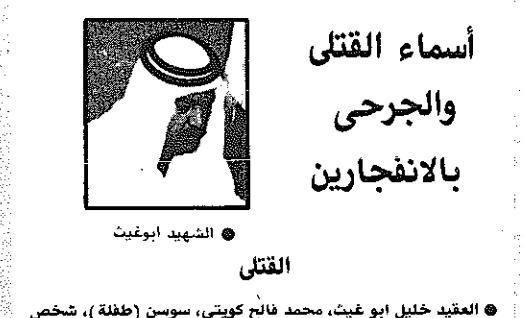 أسماء القتلى
والجرحى
بالانفجارين
● الشهيد ابوغيث
القتلى
● العقيد خليل ابو غيث، محمد فالح كويتي، سوسن (طفلة)، شخص